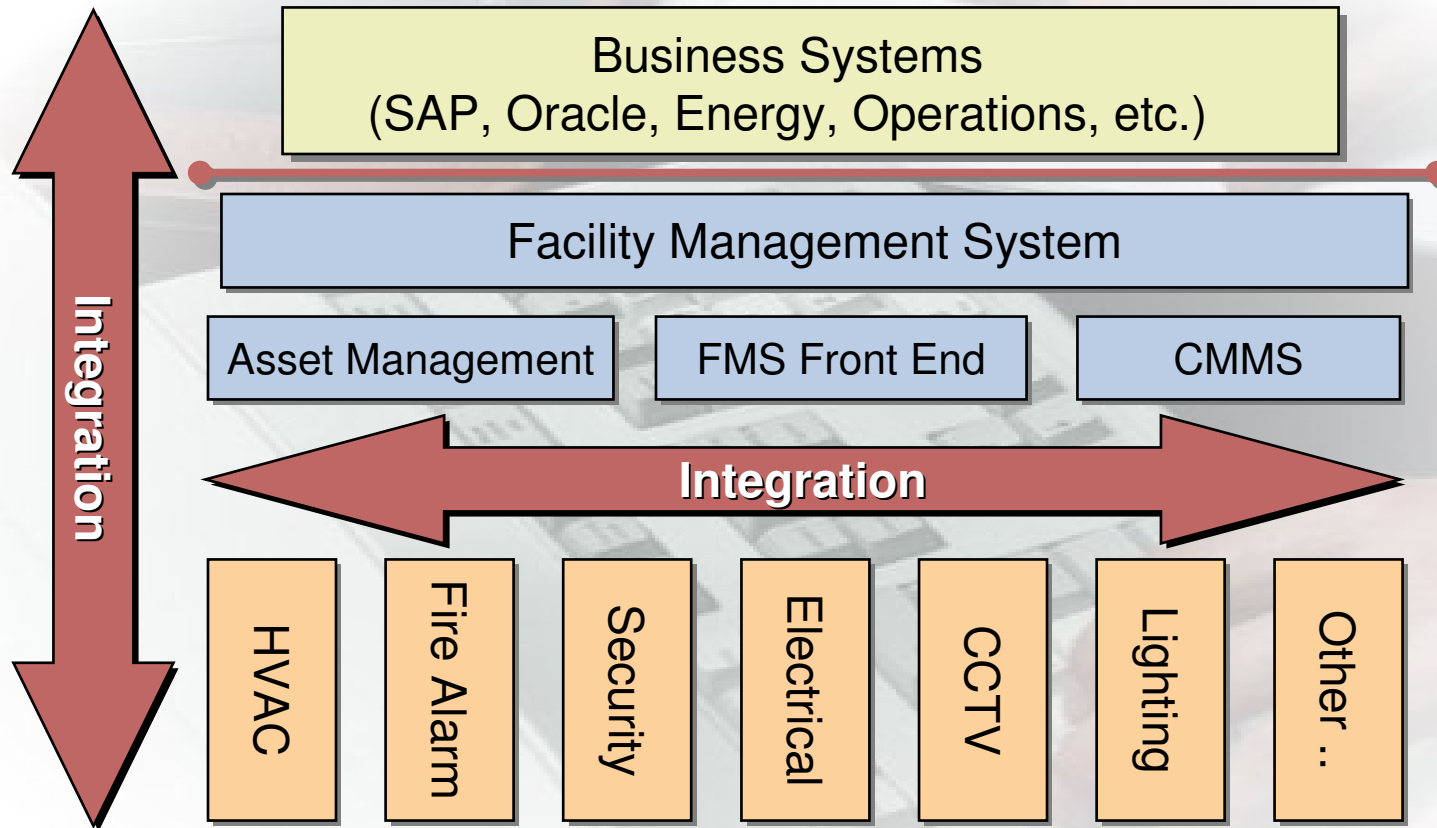 Business Systems
(SAP, Oracle, Energy, Operations, etc.)
Facility Management System
Asset Management
FMS Front End
CMMS
Integration
Integration
HVAC
Fire Alarm
Security
Electrical
CCTV
Lighting
Other ..